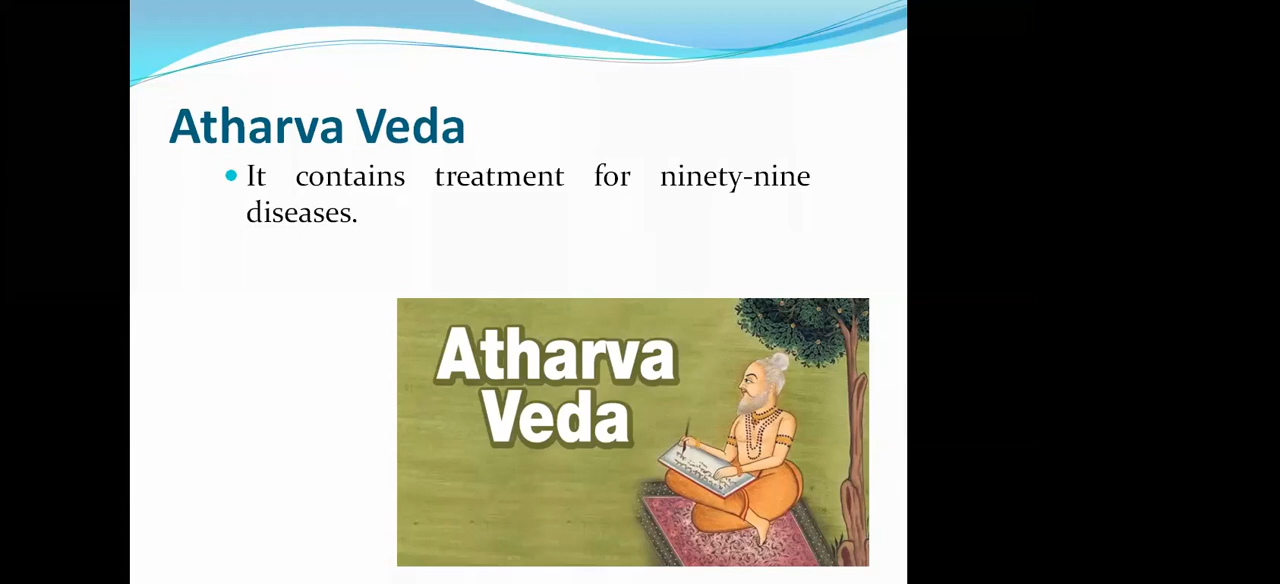 Atharva Veda
It contains treatment for ninety-nine
diseases.
Atharva
Veda